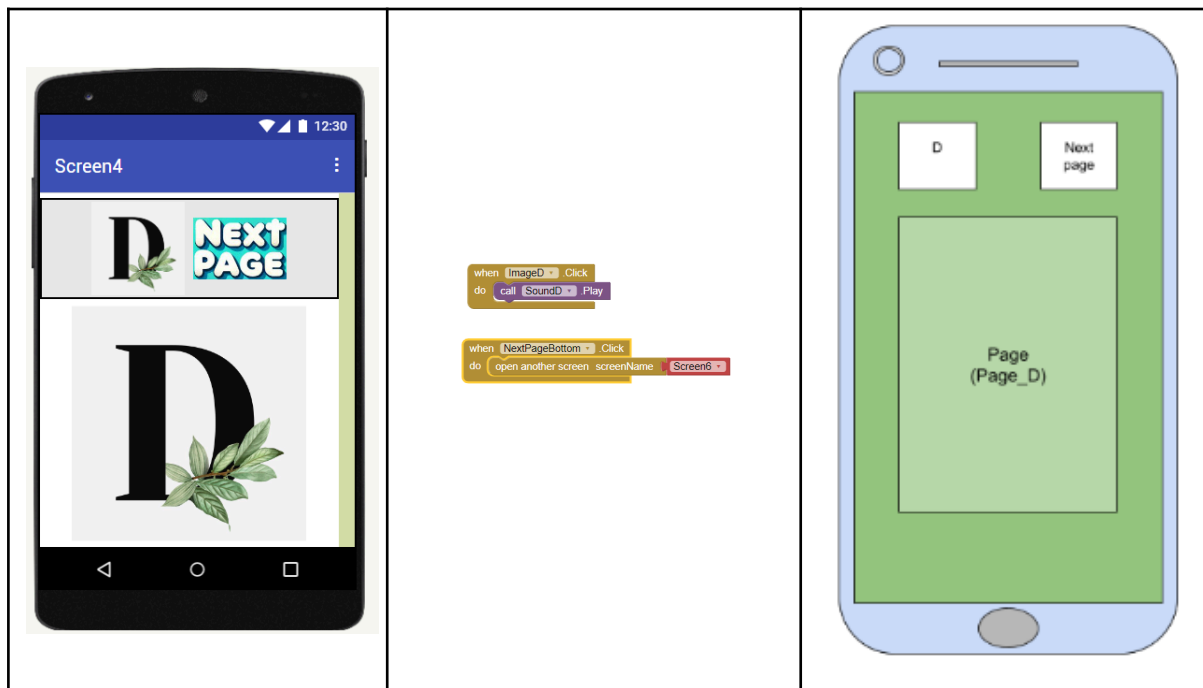 12:30
Screen4
D
NEXT
PAGE
D
when ImageD .Click
do call SoundD .Play
when NextPageBottom .Click
do open another screen screenName Screen6
D
Next
page
Page
(Page_D)